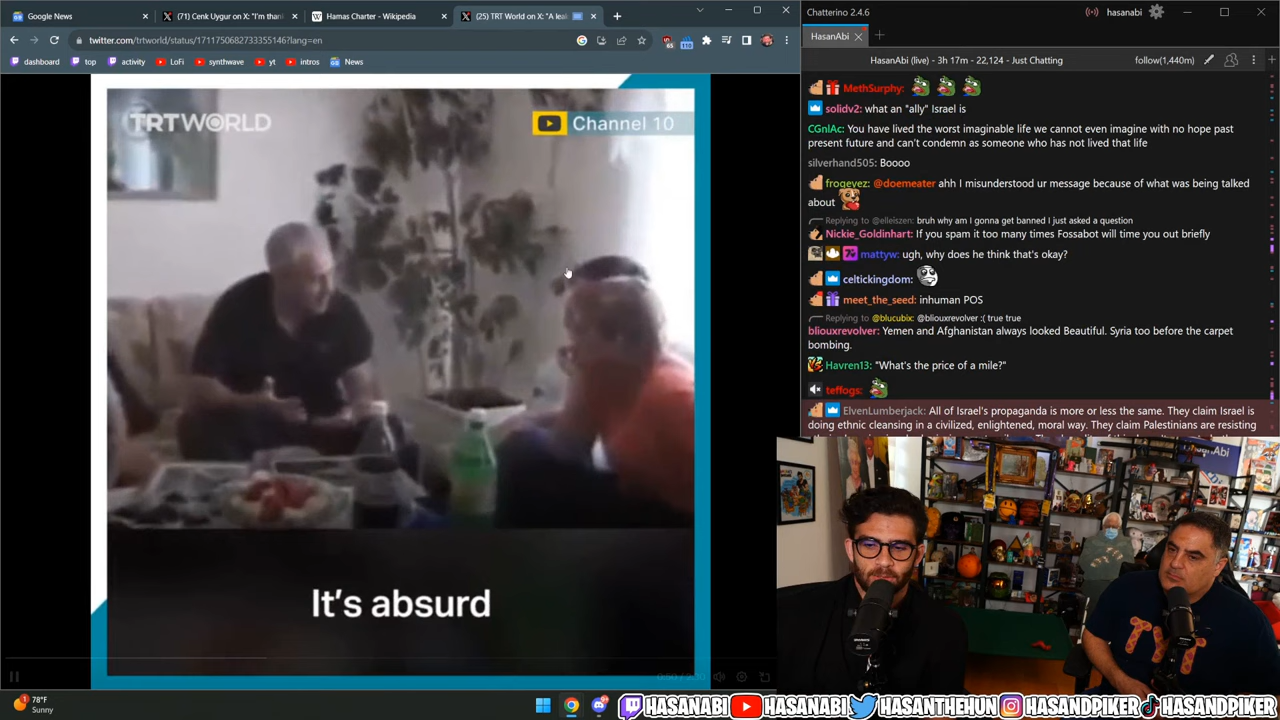 Google News
(71) Cenk Uygur on X: "I'm than
Hamas Charter - Wikipedia
(25) TRT World on X: "A lea
twitter.com/trtworld/status/1711750682733355146?lang=en
dashboard
top
activity
LoFi
synthwave
yt
intros
News
TRTWORLD
Channel 10
It's absurd
0:50 / 2:30
78°F
Sunny
Chatterino 2.4.6
hasanabi
HasanAbi
HasanAbi (live) - 3h 17m - 22,124 - Just Chatting
follow(1,440m)
MethSurphy:
solidv2: what an "ally" Israel is
CGnlAc: You have lived the worst imaginable life we cannot even imagine with no hope past
present future and can't condemn as someone who has not lived that life
silverhand505: Boooo
frogevez: @doemeater ahh I misunderstood ur message because of what was being talked
about
Replying to @elleiszen: bruh why am I gonna get banned I just asked a question
Nickie_Goldinhart: If you spam it too many times Fossabot will time you out briefly
mattyw: ugh, why does he think that's okay?
celtickingdom:
meet_the_seed: inhuman POS
Replying to @blucubix: @bliouxrevolver :( true true
bliouxrevolver: Yemen and Afghanistan always looked Beautiful. Syria too before the carpet
bombing.
Havren13: "What's the price of a mile?"
teffogs:
ElvenLumberjack: All of Israel's propaganda is more or less the same. They claim Israel is
doing ethnic cleansing in a civilized, enlightened, moral way. They claim Palestinians are resisting
TYT
HASANABI
HASANABI
HASANTHEHUN
HASANDPIKER
HASANDPIKER